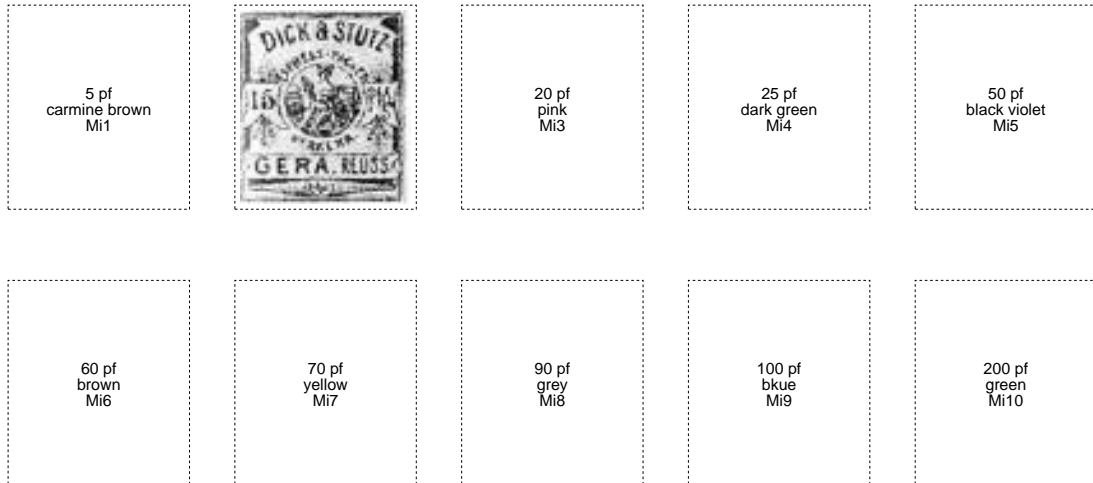 5 pf
carmine brown
Mi1
DICK & STUTZ
15
GERA. REUSS.
20 pf
pink
Mi3
25 pf
dark green
Mi4
50 pf
black violet
Mi5
60 pf
brown
Mi6
70 pf
yellow
Mi7
90 pf
grey
Mi8
100 pf
bkue
Mi9
200 pf
green
Mi10